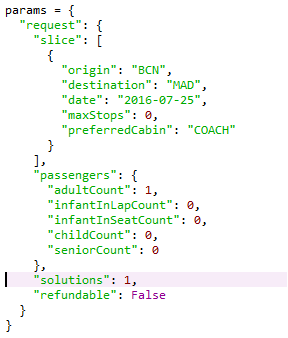 params = {
  "request": {
    "slice": [
      {
        "origin": "BCN",
        "destination": "MAD",
        "date": "2016-07-25",
        "maxStops": 0,
        "preferredCabin": "COACH"
      }
    ],
    "passengers": {
      "adultCount": 1,
      "infantInLapCount": 0,
      "infantInSeatCount": 0,
      "childCount": 0,
      "seniorCount": 0
    },
    "solutions": 1,
    "refundable": False
  }
}